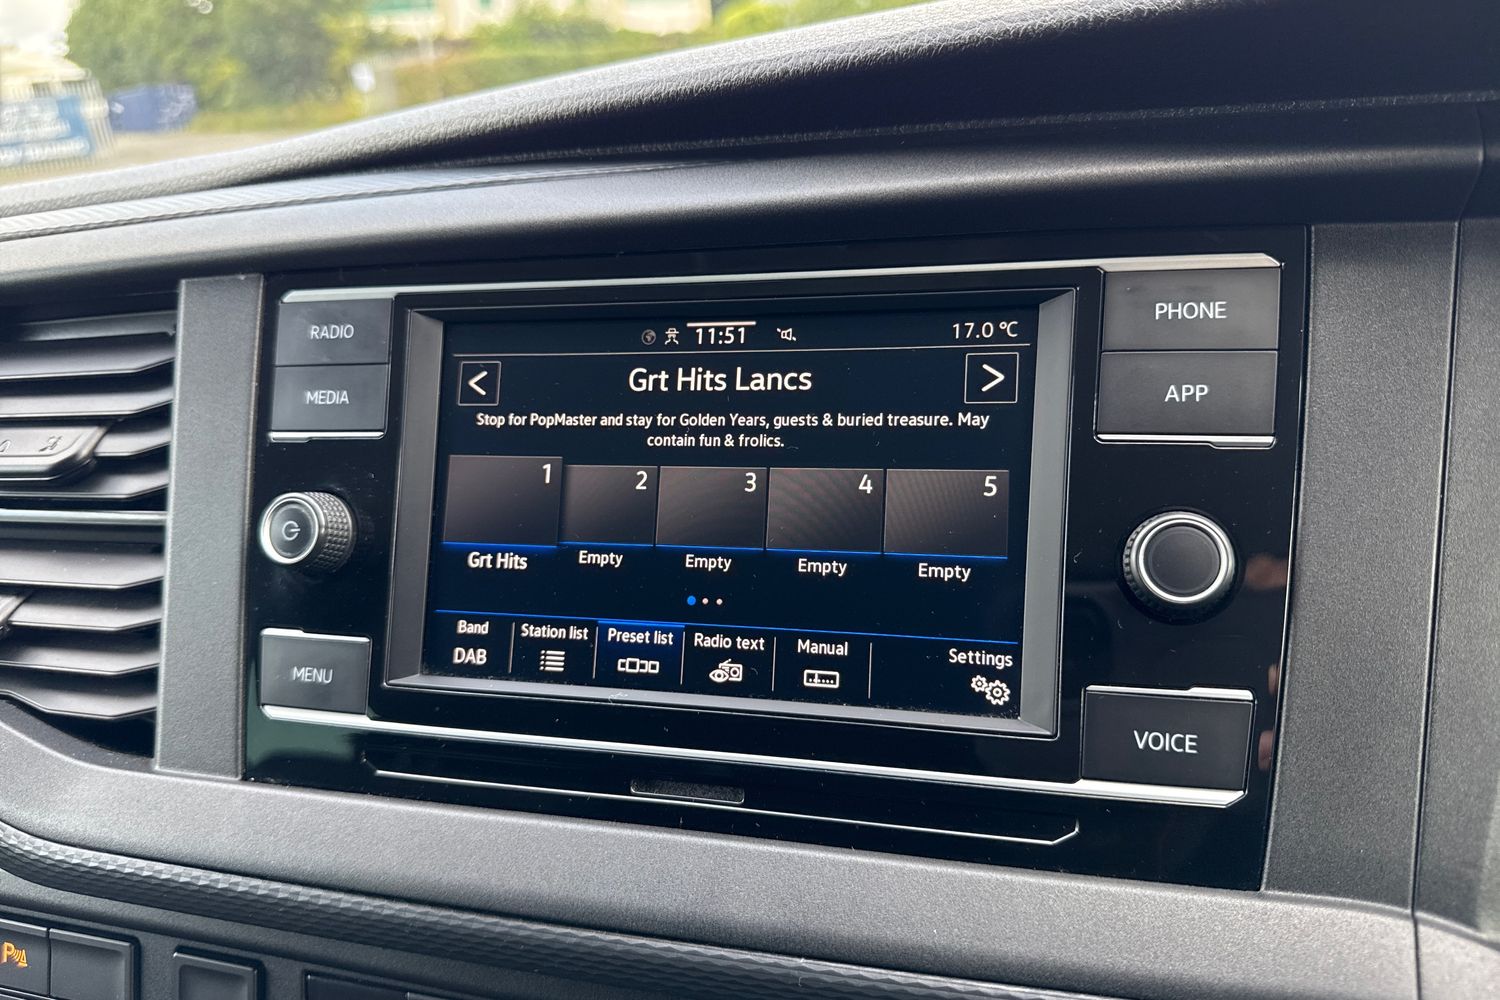 RADIO
MEDIA
MENU
11:51
17.0 °C
<
Grt Hits Lancs
>
Stop for PopMaster and stay for Golden Years, guests & buried treasure. May
contain fun & frolics.
1 2 3 4 5
Grt Hits Empty Empty Empty Empty
Band Station list Preset list Radio text Manual Settings
DAB
PHONE
APP
VOICE
P